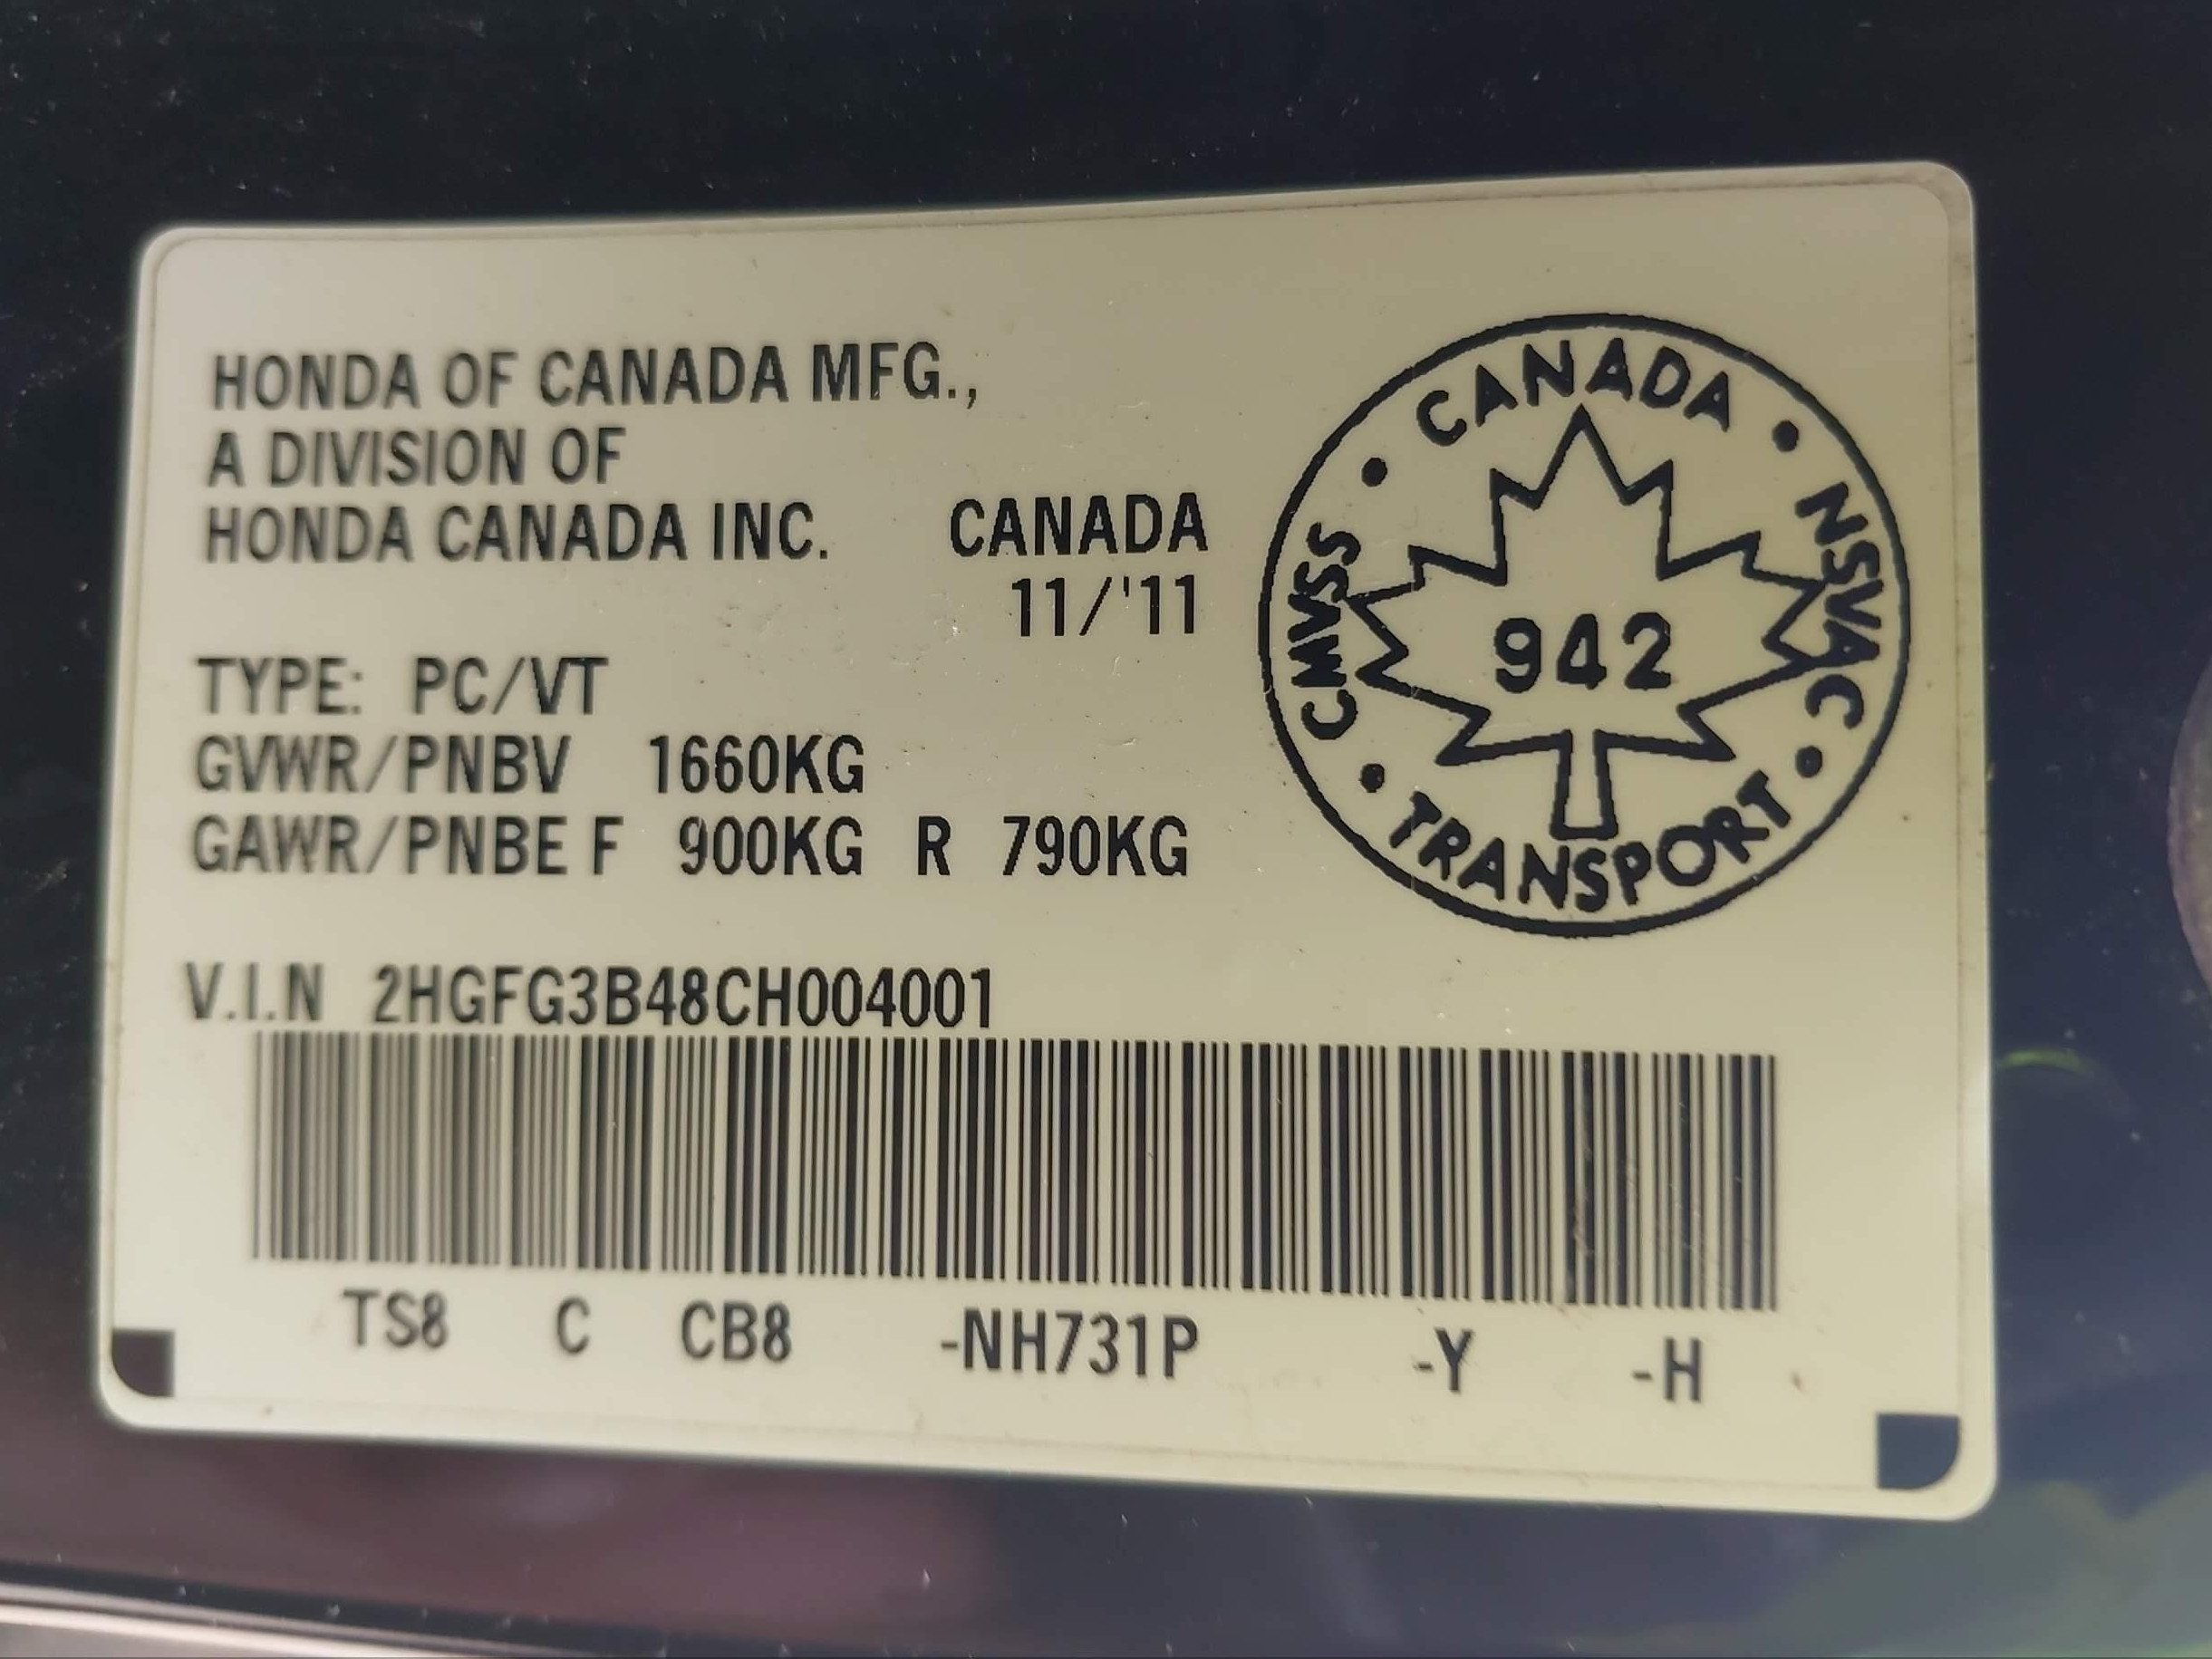 HONDA OF CANADA MFG.,
A DIVISION OF
HONDA CANADA INC. CANADA
11/'11
TYPE: PC/VT
GVWR/PNBV 1660KG
GAWR/PNBE F 900KG R 790KG
CANADA • NSVAC • TRANSPORT • CMVSS •
942
V.I.N 2HGFG3B48CH004001
TS8 C CB8 -NH731P -Y -H